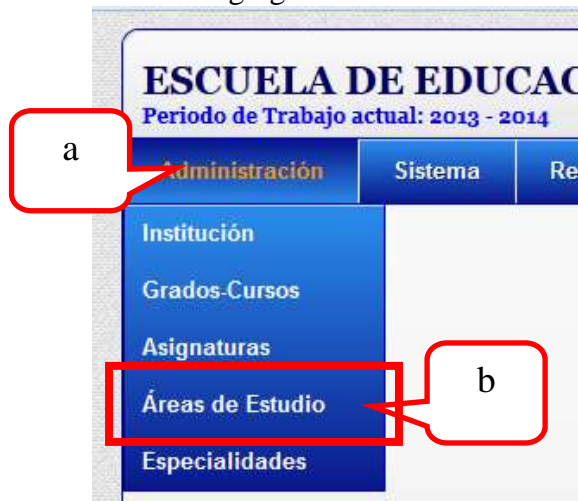 ESCUELA DE EDUCAC
Periodo de Trabajo actual: 2013 - 2014
a
Administración Sistema Re
Institución
Grados-Cursos
Asignaturas
Áreas de Estudio
b
Especialidades